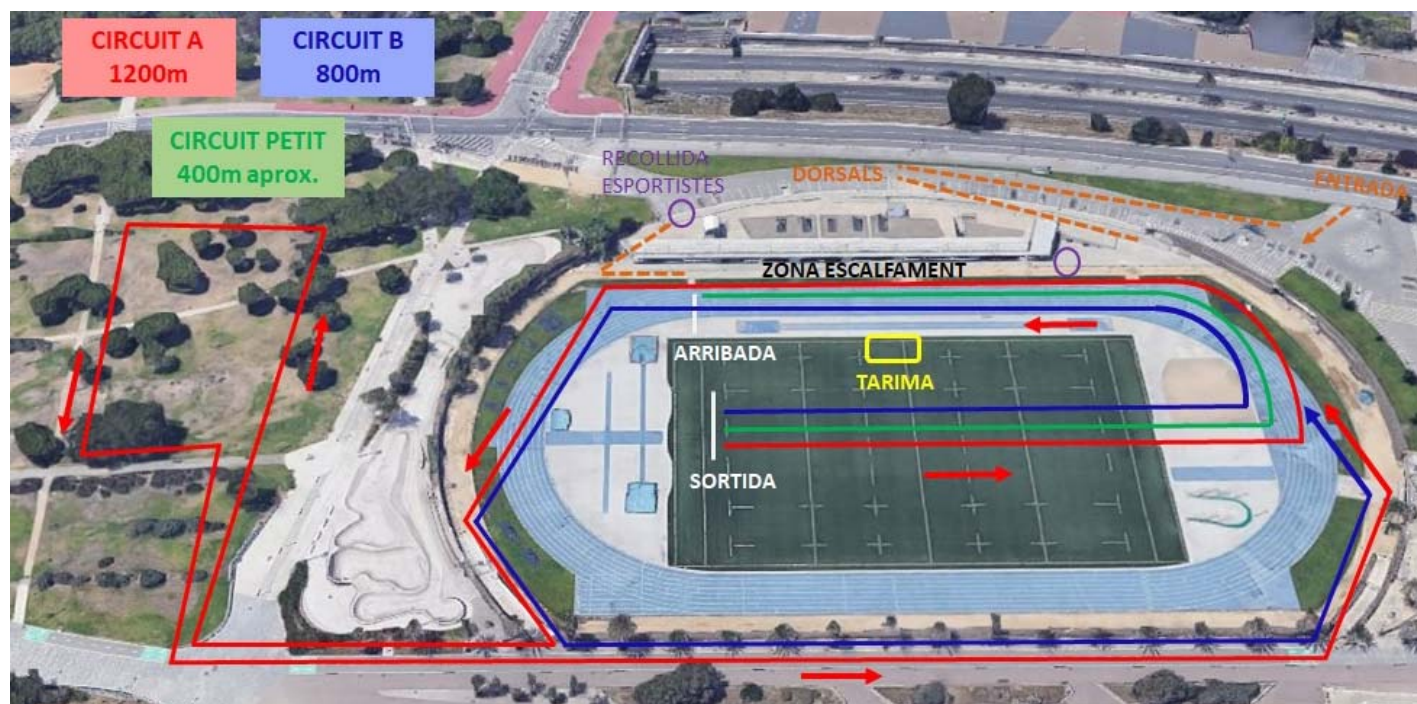 CIRCUIT A
1200m
CIRCUIT B
800m
CIRCUIT PETIT
400m aprox.
RECOLLIDA
ESPORTISTES
DORSALS
ENTRADA
ZONA ESCALFAMENT
ARRIBADA
TARIMA
SORTIDA